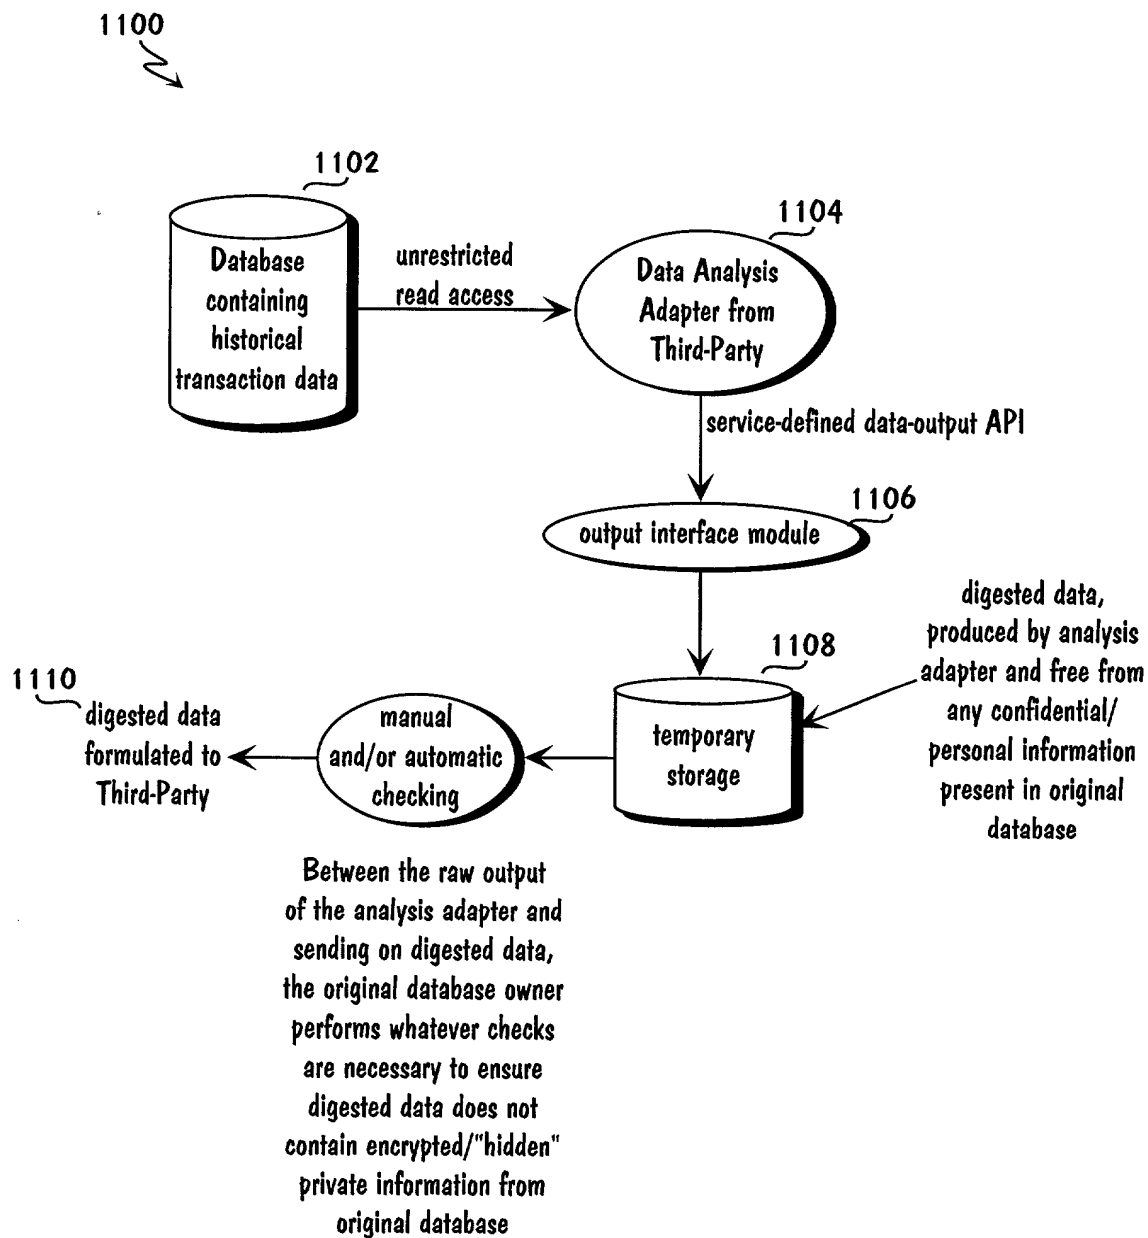 1100
1102
Database
containing
historical
transaction data
unrestricted
read access
1104
Data Analysis
Adapter from
Third-Party
service-defined data-output API
1106
output interface module
digested data,
produced by analysis
adapter and free from
any confidential/
personal information
present in original
database
1108
temporary
storage
manual
and/or automatic
checking
1110
digested data
formulated to
Third-Party
Between the raw output
of the analysis adapter and
sending on digested data,
the original database owner
performs whatever checks
are necessary to ensure
digested data does not
contain encrypted/"hidden"
private information from
original database